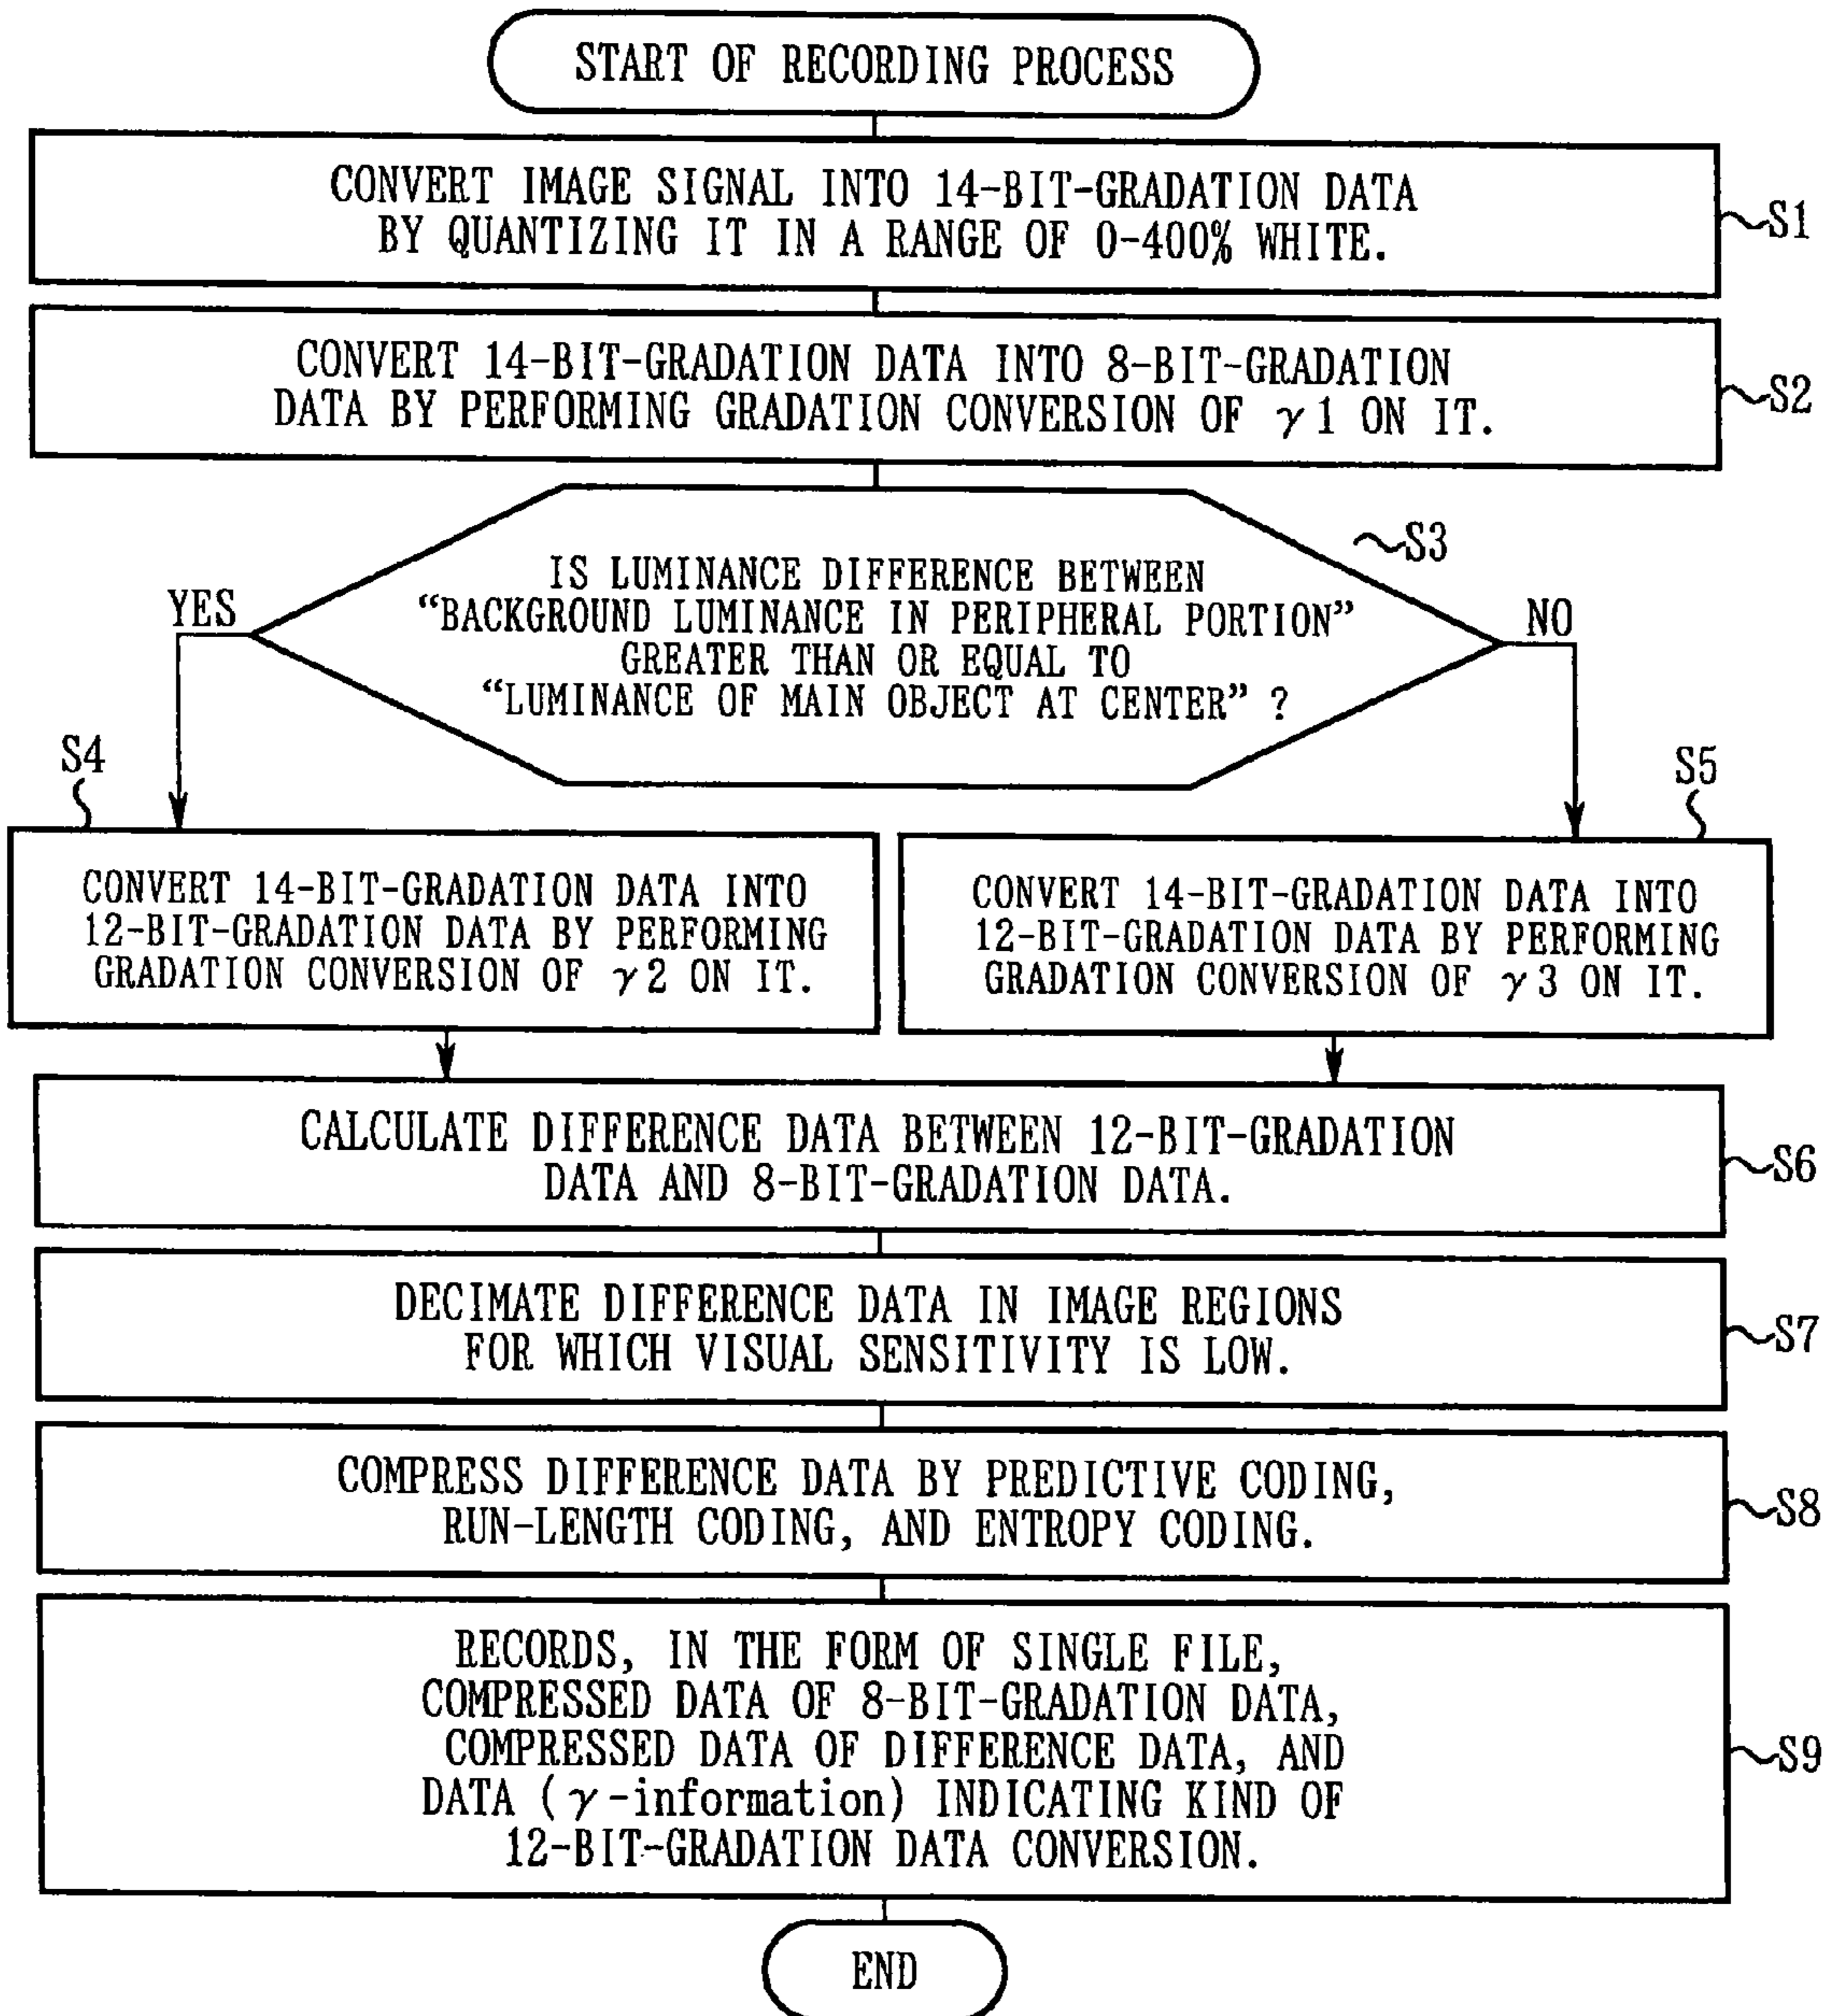 START OF RECORDING PROCESS
CONVERT IMAGE SIGNAL INTO 14-BIT-GRADATION DATA
BY QUANTIZING IT IN A RANGE OF 0-400% WHITE.
S1
CONVERT 14-BIT-GRADATION DATA INTO 8-BIT-GRADATION
DATA BY PERFORMING GRADATION CONVERSION OF γ1 ON IT.
S2
S3
IS LUMINANCE DIFFERENCE BETWEEN
“BACKGROUND LUMINANCE IN PERIPHERAL PORTION”
GREATER THAN OR EQUAL TO
“LUMINANCE OF MAIN OBJECT AT CENTER” ?
YES
NO
S4
CONVERT 14-BIT-GRADATION DATA INTO
12-BIT-GRADATION DATA BY PERFORMING
GRADATION CONVERSION OF γ2 ON IT.
S5
CONVERT 14-BIT-GRADATION DATA INTO
12-BIT-GRADATION DATA BY PERFORMING
GRADATION CONVERSION OF γ3 ON IT.
CALCULATE DIFFERENCE DATA BETWEEN 12-BIT-GRADATION
DATA AND 8-BIT-GRADATION DATA.
S6
DECIMATE DIFFERENCE DATA IN IMAGE REGIONS
FOR WHICH VISUAL SENSITIVITY IS LOW.
S7
COMPRESS DIFFERENCE DATA BY PREDICTIVE CODING,
RUN-LENGTH CODING, AND ENTROPY CODING.
S8
RECORDS, IN THE FORM OF SINGLE FILE,
COMPRESSED DATA OF 8-BIT-GRADATION DATA,
COMPRESSED DATA OF DIFFERENCE DATA, AND
DATA (γ-information) INDICATING KIND OF
12-BIT-GRADATION DATA CONVERSION.
S9
END